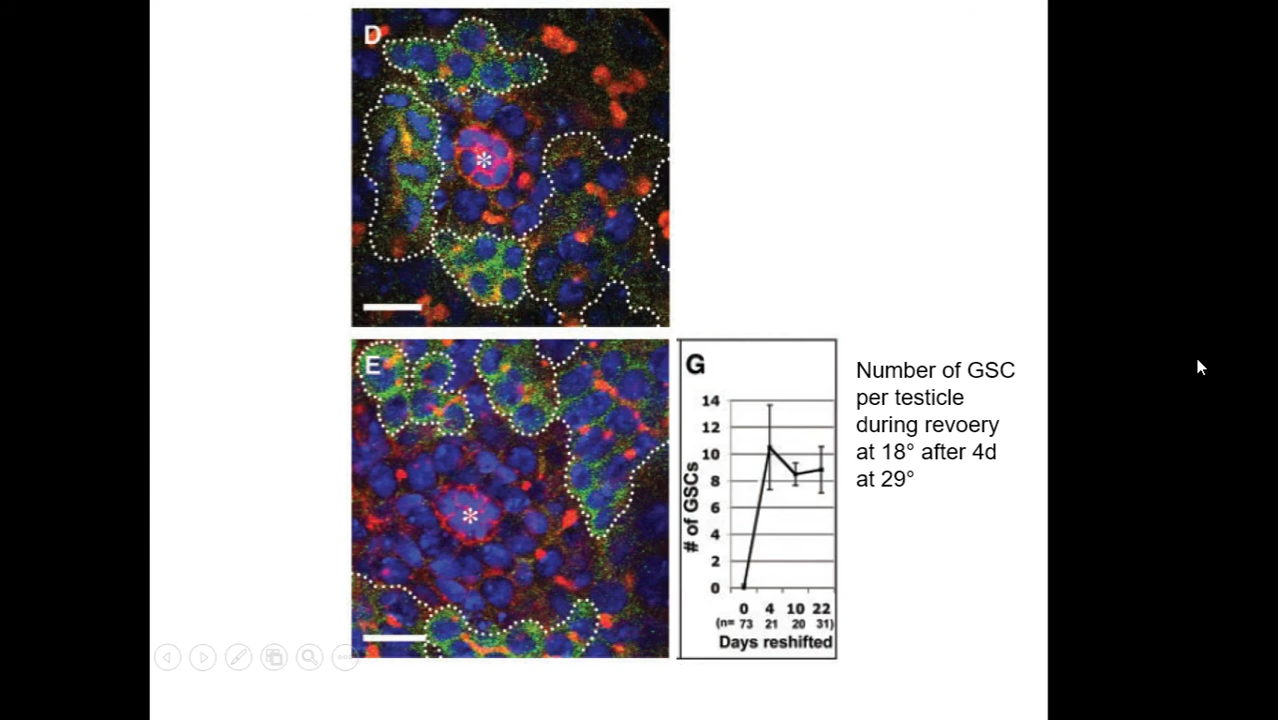 D
*
E
*
G
14
12
10
8
6
4
2
0
# of GSCs
0 4 10 22
(n= 73 21 20 31)
Days reshifted
Number of GSC
per testicle
during revoery
at 18° after 4d
at 29°